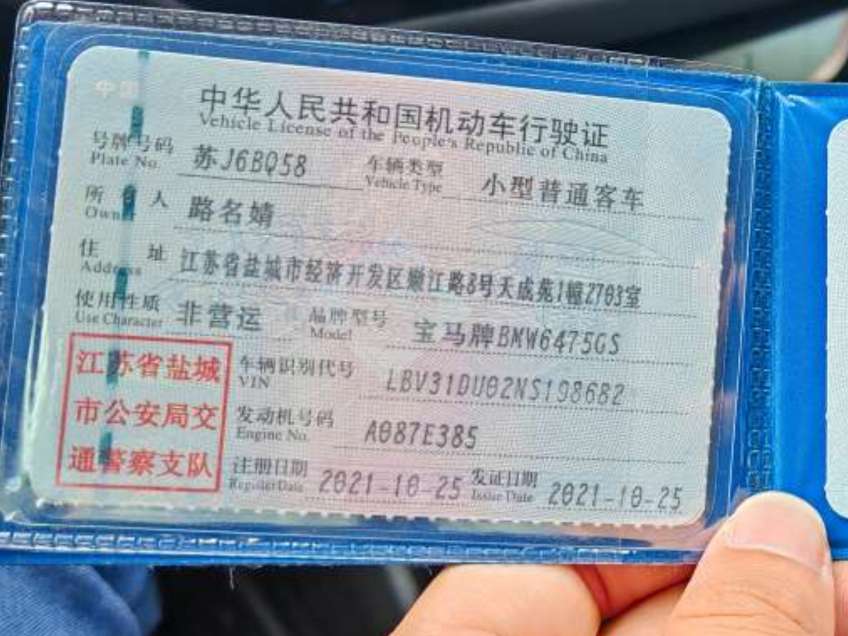 中国
中华人民共和国机动车行驶证
Vehicle License of the People's Republic of China
号牌号码 苏J6BQ58 车辆类型 小型普通客车
Plate No. Vehicle Type
所有人 路名婧
Owner
住址 江苏省盐城市经济开发区嫩江路8号天成苑1幢2703室
Address
使用性质 非营运 品牌型号 宝马牌BMW6475GS
Use Character Model
江苏省盐城
市公安局交
通警察支队
车辆识别代号 LBV31DU02NS198682
VIN
发动机号码 A087E385
Engine No.
注册日期 2021-10-25 发证日期 2021-10-25
Register Date Issue Date